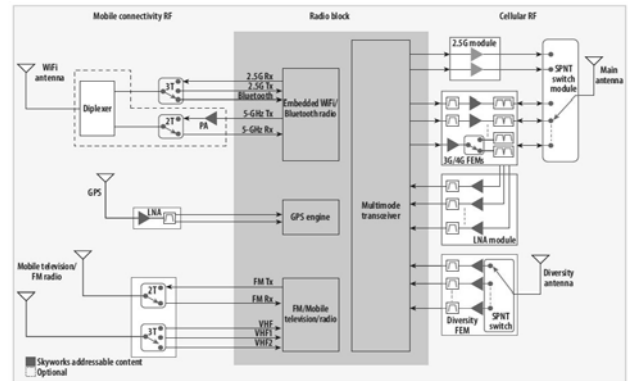 Mobile connectivity RF
Radio block
Cellular RF
WiFi
antenna
Diplexer
3T
2T
PA
2.5G Rx
2.5G Tx
Bluetooth
5-GHz Tx
5-GHz Rx
Embedded WiFi/
Bluetooth radio
GPS
LNA
GPS engine
Mobile television/
FM radio
2T
3T
FM Tx
FM Rx
VHF
VHF1
VHF2
FM/Mobile
television/radio
Multimode
transceiver
2.5G module
SPNT
switch
module
Main
antenna
3G/4G FEMs
LNA module
Diversity
FEM
SPNT
switch
Diversity
antenna
Skyworks addressable content
Optional